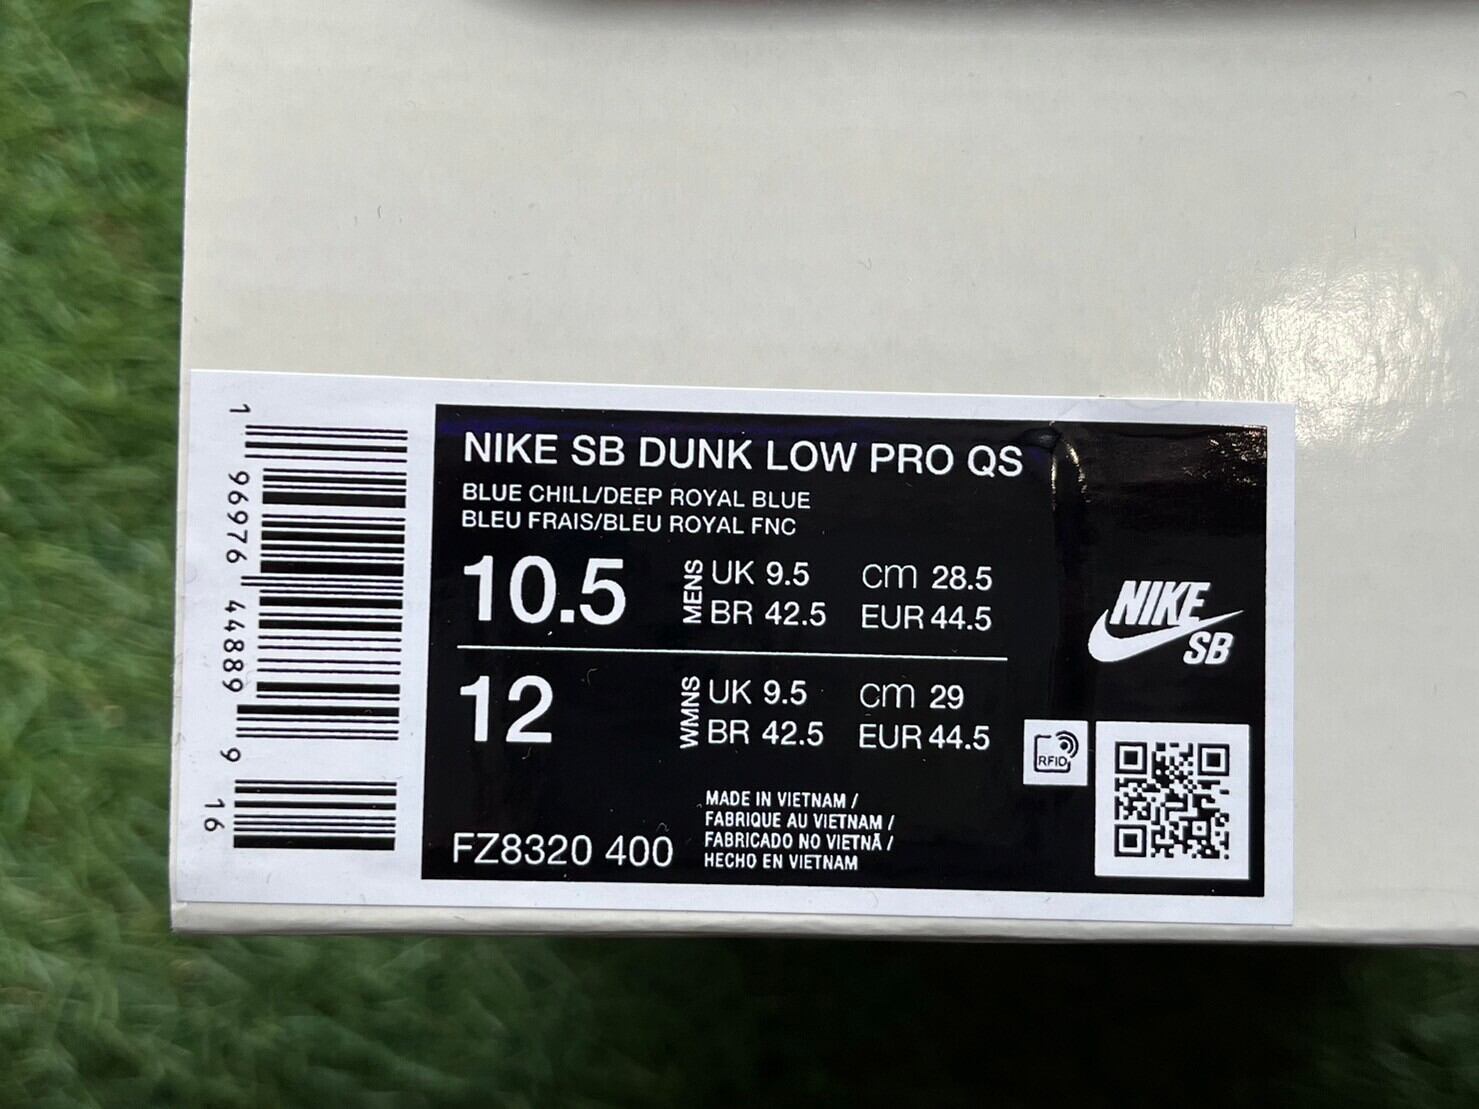 NIKE SB DUNK LOW PRO QS
BLUE CHILL/DEEP ROYAL BLUE
BLEU FRAIS/BLEU ROYAL FNC
10.5 MENS UK 9.5 cm 28.5
BR 42.5 EUR 44.5
12 WMNS UK 9.5 cm 29
BR 42.5 EUR 44.5
MADE IN VIETNAM /
FABRIQUE AU VIETNAM /
FABRICADO NO VIETNÃ /
HECHO EN VIETNAM
FZ8320 400
NIKE
SB
RFID
1 96976 44889 9 16